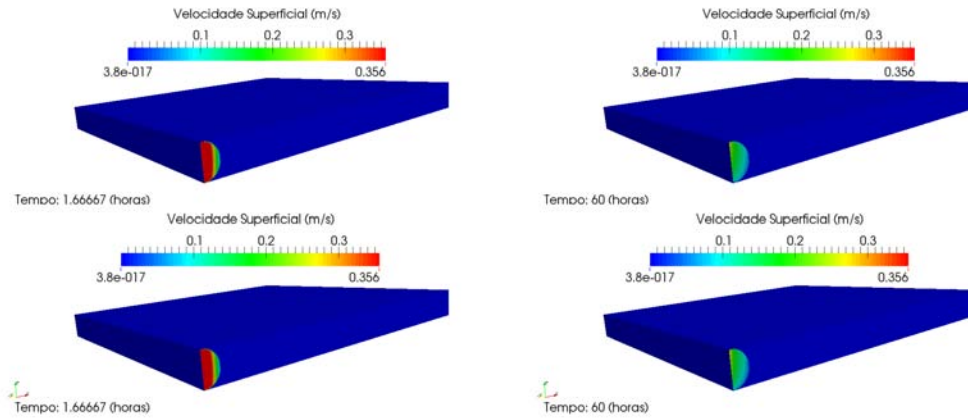 Velocidade Superficial (m/s)
0.1 0.2 0.3
3.8e-017 0.356
Tempo: 1.66667 (horas)
Velocidade Superficial (m/s)
0.1 0.2 0.3
3.8e-017 0.356
Tempo: 60 (horas)
Velocidade Superficial (m/s)
0.1 0.2 0.3
3.8e-017 0.356
Tempo: 1.66667 (horas)
Velocidade Superficial (m/s)
0.1 0.2 0.3
3.8e-017 0.356
Tempo: 60 (horas)